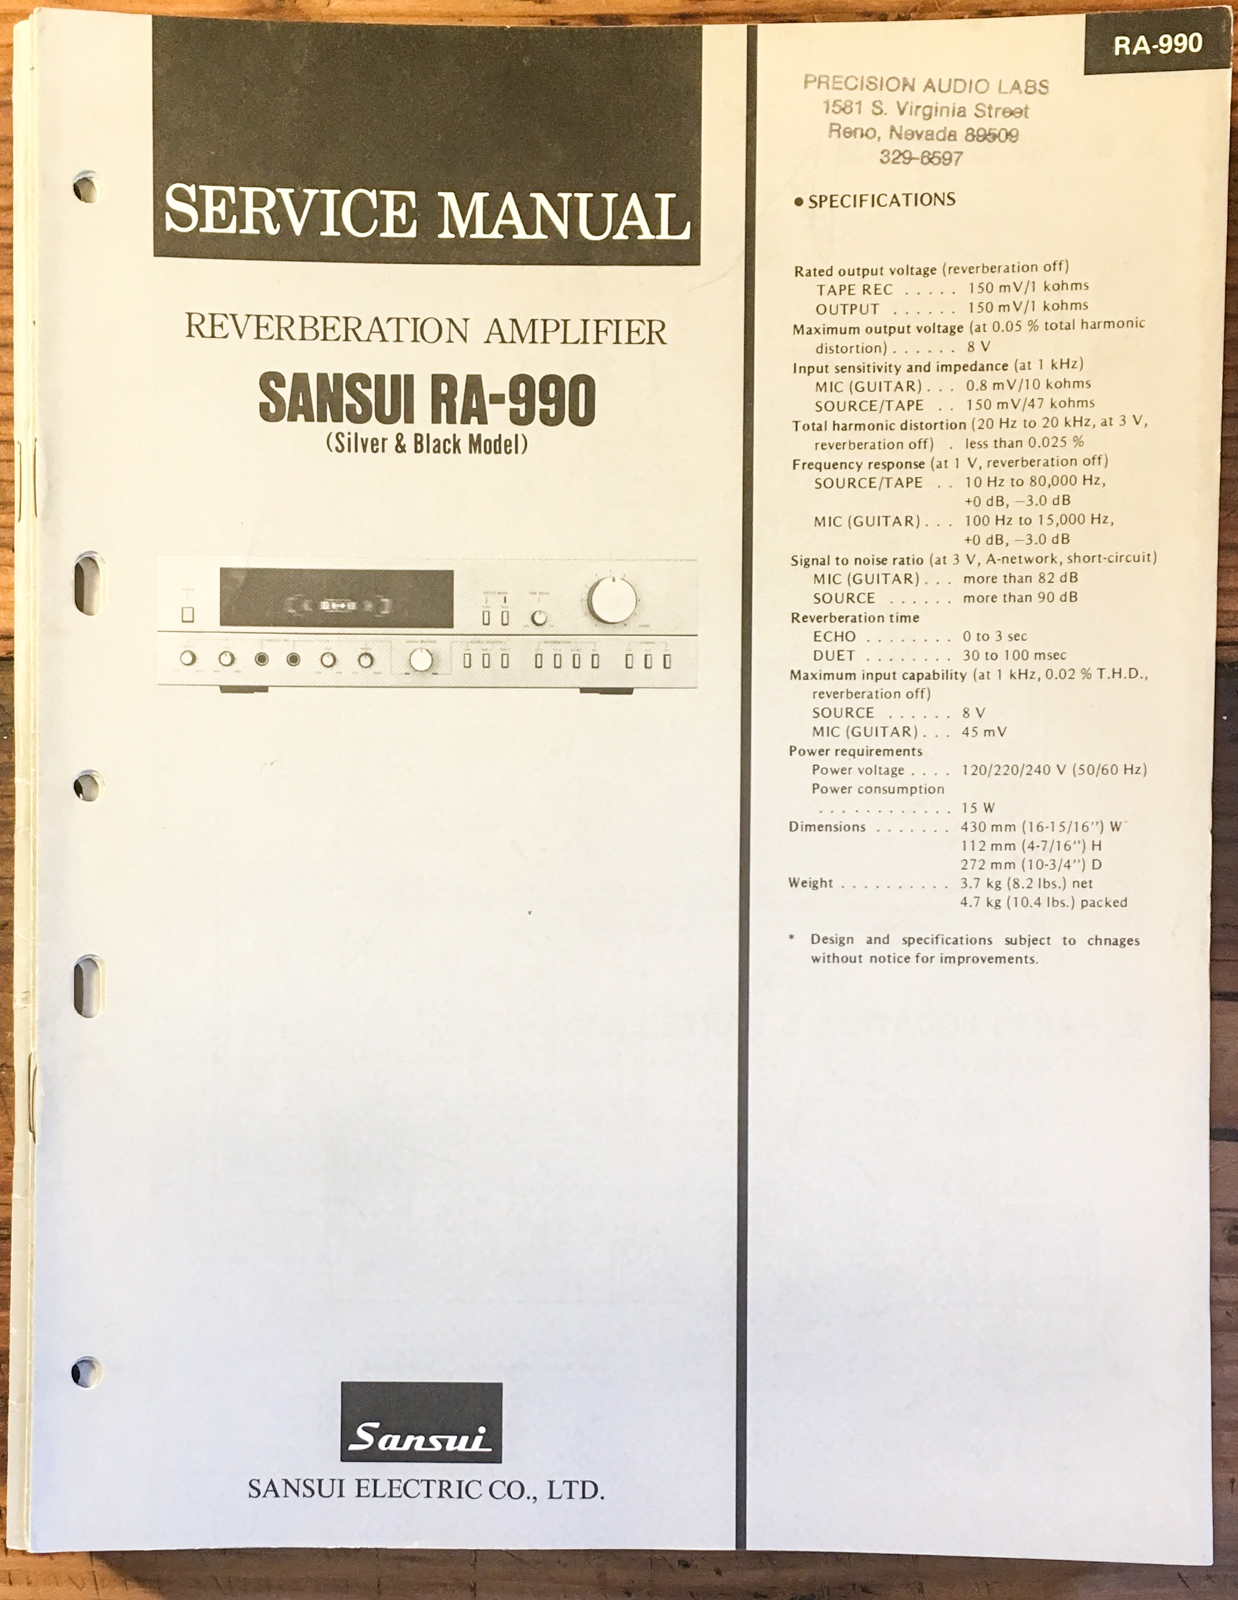 SERVICE MANUAL
REVERBERATION AMPLIFIER
SANSUI RA-990
(Silver & Black Model)
Sansui
SANSUI ELECTRIC CO., LTD.
RA-990
PRECISION AUDIO LABS
1581 S. Virginia Street
Reno, Nevada 89509
329-6597
● SPECIFICATIONS
Rated output voltage (reverberation off)
TAPE REC ..... 150 mV/1 kohms
OUTPUT ...... 150 mV/1 kohms
Maximum output voltage (at 0.05 % total harmonic
distortion) ...... 8 V
Input sensitivity and impedance (at 1 kHz)
MIC (GUITAR) ... 0.8 mV/10 kohms
SOURCE/TAPE .. 150 mV/47 kohms
Total harmonic distortion (20 Hz to 20 kHz, at 3 V,
reverberation off) . less than 0.025 %
Frequency response (at 1 V, reverberation off)
SOURCE/TAPE .. 10 Hz to 80,000 Hz,
+0 dB, −3.0 dB
MIC (GUITAR) ... 100 Hz to 15,000 Hz,
+0 dB, −3.0 dB
Signal to noise ratio (at 3 V, A-network, short-circuit)
MIC (GUITAR) ... more than 82 dB
SOURCE ...... more than 90 dB
Reverberation time
ECHO ........ 0 to 3 sec
DUET ........ 30 to 100 msec
Maximum input capability (at 1 kHz, 0.02 % T.H.D.,
reverberation off)
SOURCE ...... 8 V
MIC (GUITAR) ... 45 mV
Power requirements
Power voltage .... 120/220/240 V (50/60 Hz)
Power consumption
............ 15 W
Dimensions ....... 430 mm (16-15/16") W
112 mm (4-7/16") H
272 mm (10-3/4") D
Weight .......... 3.7 kg (8.2 lbs.) net
4.7 kg (10.4 lbs.) packed
* Design and specifications subject to chnages
without notice for improvements.